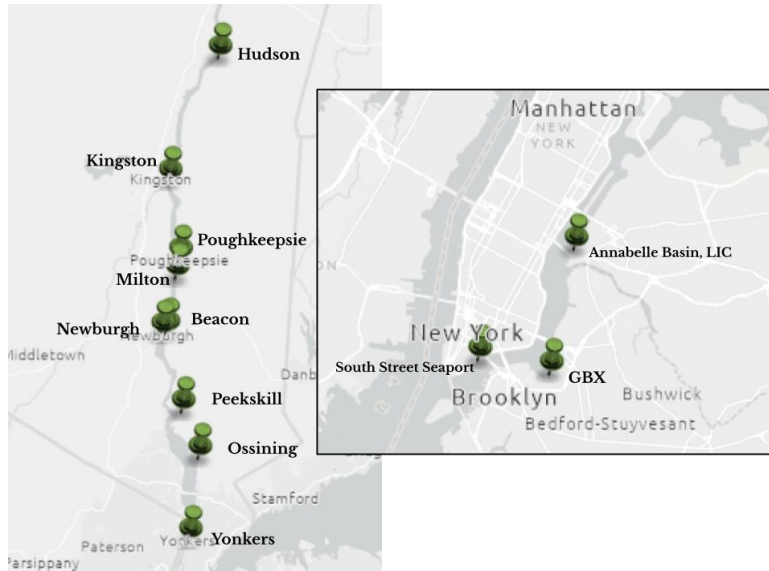 Hudson
Kingston
Kingston
Poughkeepsie
Poughkeepsie
Milton
Beacon
Newburgh
Newburgh
Middletown
Danb
Peekskill
Ossining
Stamford
Yonkers
Yonkers
Paterson
Parsippany
Manhattan
NEW
YORK
Annabelle Basin, LIC
New York
South Street Seaport
GBX
Brooklyn
Bushwick
Bedford-Stuyvesant